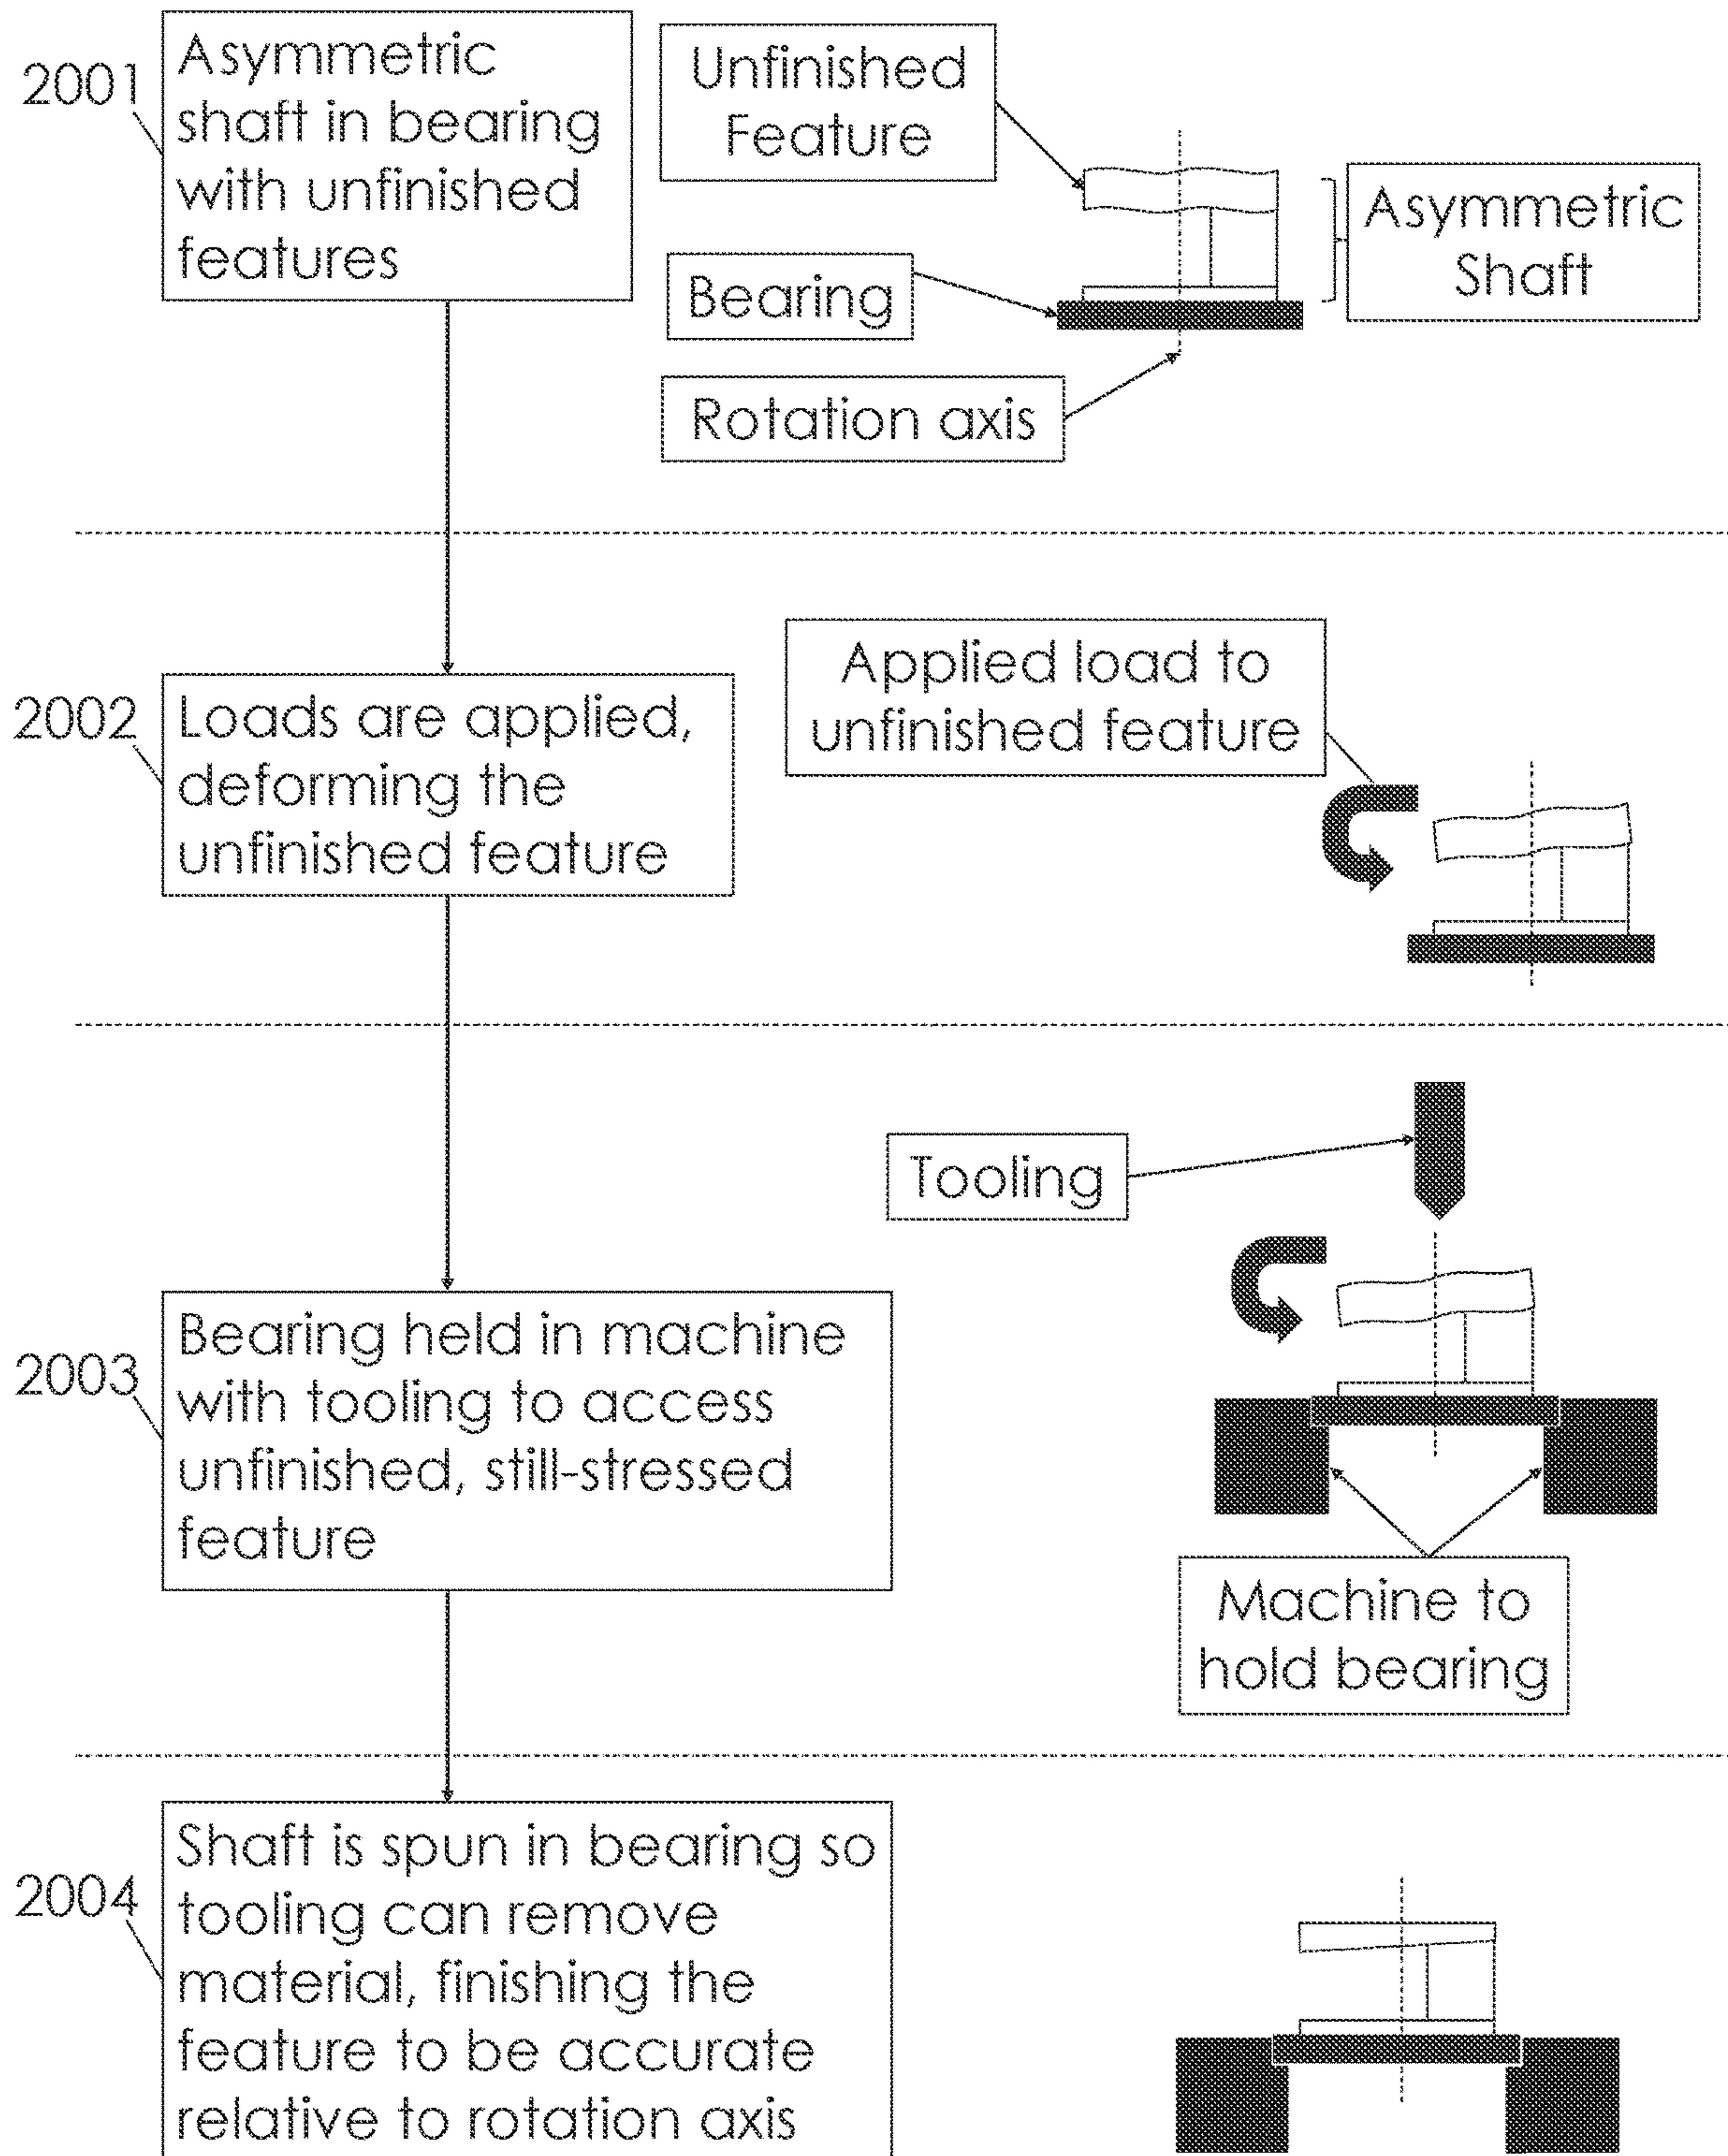 2001
Asymmetric
shaft in bearing
with unfinished
features
Unfinished
Feature
Bearing
Rotation axis
Asymmetric
Shaft
2002
Loads are applied,
deforming the
unfinished feature
Applied load to
unfinished feature
2003
Bearing held in machine
with tooling to access
unfinished, still-stressed
feature
Tooling
Machine to
hold bearing
2004
Shaft is spun in bearing so
tooling can remove
material, finishing the
feature to be accurate
relative to rotation axis